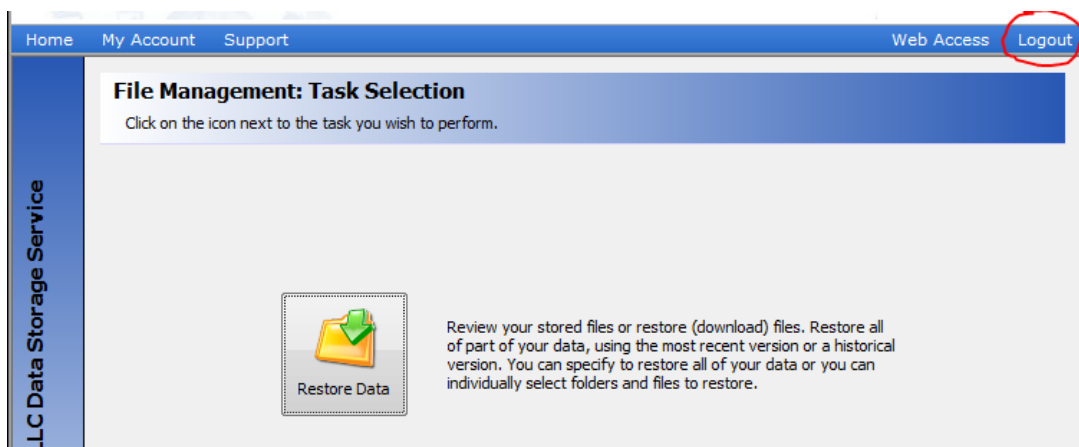 Home My Account Support Web Access Logout
File Management: Task Selection
Click on the icon next to the task you wish to perform.
LLC Data Storage Service
Restore Data
Review your stored files or restore (download) files. Restore all
of part of your data, using the most recent version or a historical
version. You can specify to restore all of your data or you can
individually select folders and files to restore.